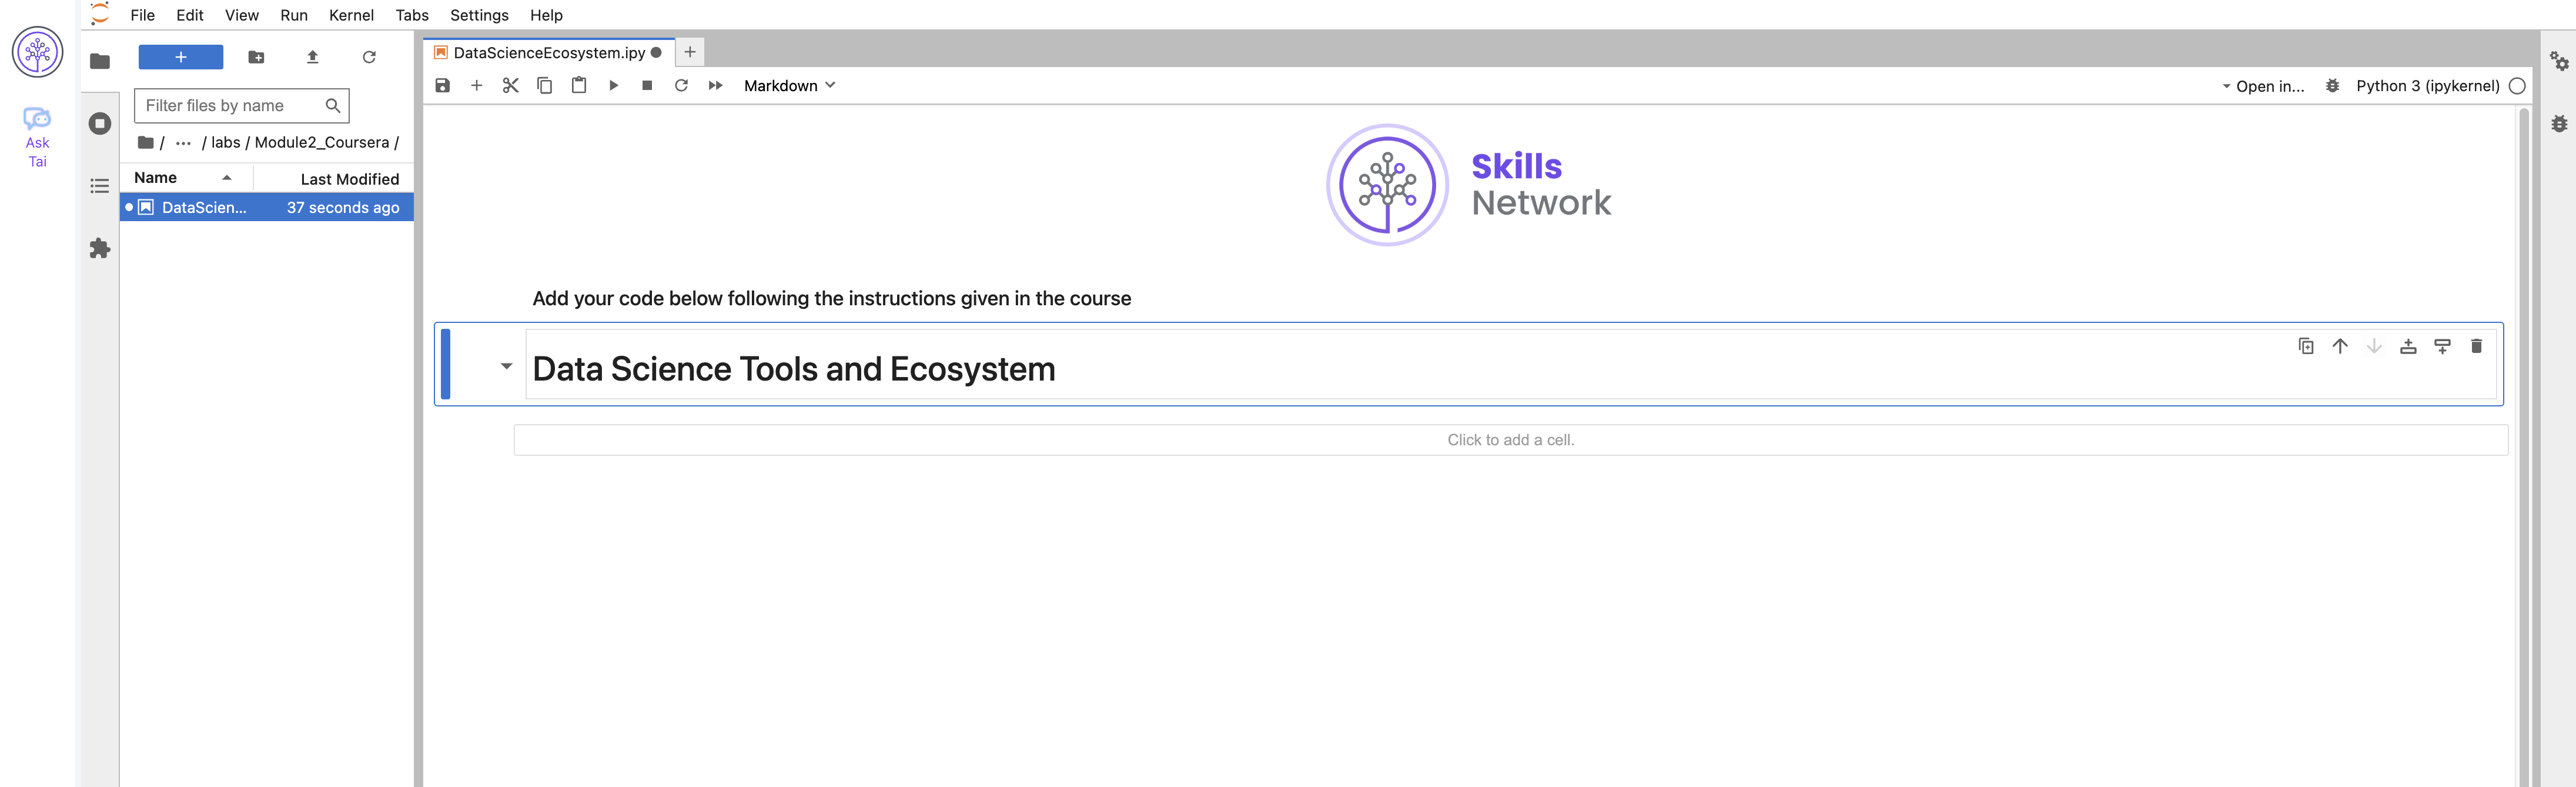 File Edit View Run Kernel Tabs Settings Help
Ask
Tai
+
Filter files by name
/ ... / labs / Module2_Coursera /
Name Last Modified
DataScien... 37 seconds ago
DataScienceEcosystem.ipy
Markdown
Open in...
Python 3 (ipykernel)
Skills
Network
Add your code below following the instructions given in the course
Data Science Tools and Ecosystem
Click to add a cell.